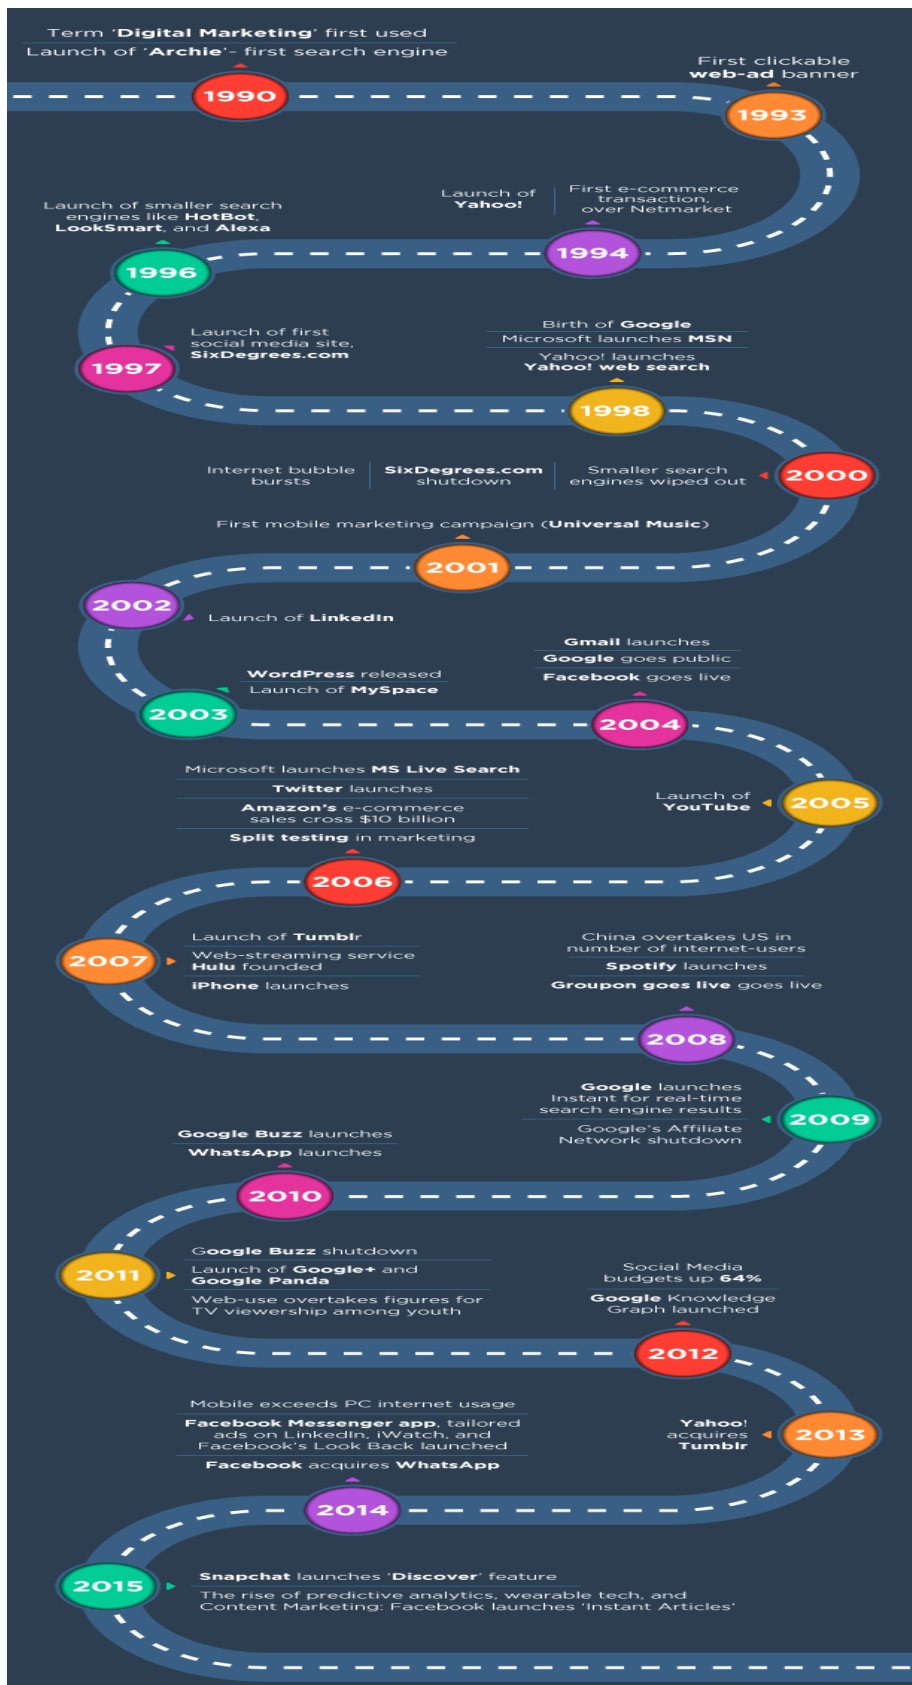 Term ‘Digital Marketing’ first used
Launch of ‘Archie’- first search engine
1990
First clickable
web-ad banner
1993
Launch of
Yahoo!
First e-commerce
transaction,
over Netmarket
1994
Launch of smaller search
engines like HotBot,
LookSmart, and Alexa
1996
Launch of first
social media site,
SixDegrees.com
1997
Birth of Google
Microsoft launches MSN
Yahoo! launches
Yahoo! web search
1998
Internet bubble
bursts
SixDegrees.com
shutdown
Smaller search
engines wiped out
2000
First mobile marketing campaign (Universal Music)
2001
2002
Launch of LinkedIn
WordPress released
Launch of MySpace
2003
Gmail launches
Google goes public
Facebook goes live
2004
Launch of
YouTube
2005
Microsoft launches MS Live Search
Twitter launches
Amazon's e-commerce
sales cross $10 billion
Split testing in marketing
2006
2007
Launch of Tumblr
Web-streaming service
Hulu founded
iPhone launches
China overtakes US in
number of internet-users
Spotify launches
Groupon goes live goes live
2008
Google launches
Instant for real-time
search engine results
Google's Affiliate
Network shutdown
2009
Google Buzz launches
WhatsApp launches
2010
2011
Google Buzz shutdown
Launch of Google+ and
Google Panda
Web-use overtakes figures for
TV viewership among youth
Social Media
budgets up 64%
Google Knowledge
Graph launched
2012
Yahoo!
acquires
Tumblr
2013
Mobile exceeds PC internet usage
Facebook Messenger app, tailored
ads on LinkedIn, iWatch, and
Facebook's Look Back launched
Facebook acquires WhatsApp
2014
2015
Snapchat launches ‘Discover’ feature
The rise of predictive analytics, wearable tech, and
Content Marketing: Facebook launches ‘Instant Articles’